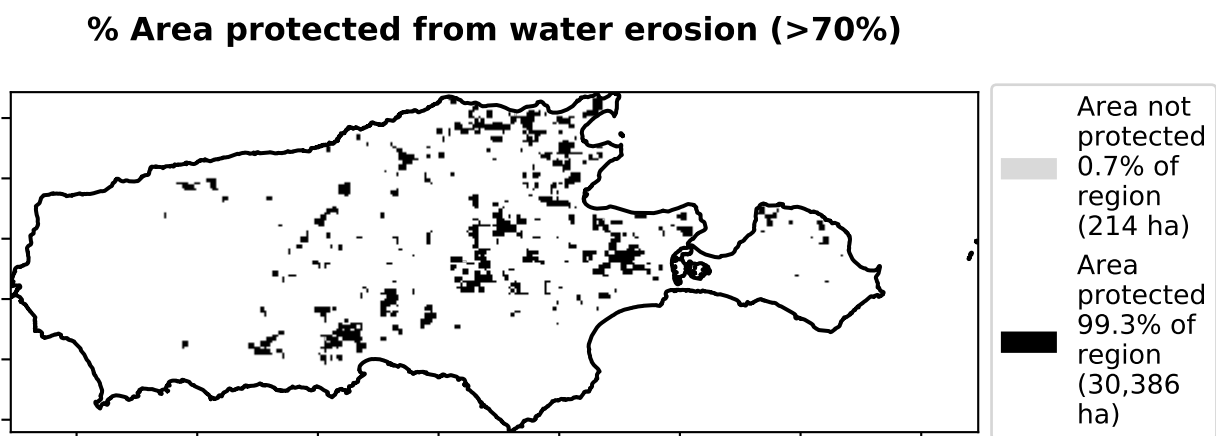 % Area protected from water erosion (>70%)
Area not
protected
0.7% of
region
(214 ha)
Area
protected
99.3% of
region
(30,386
ha)